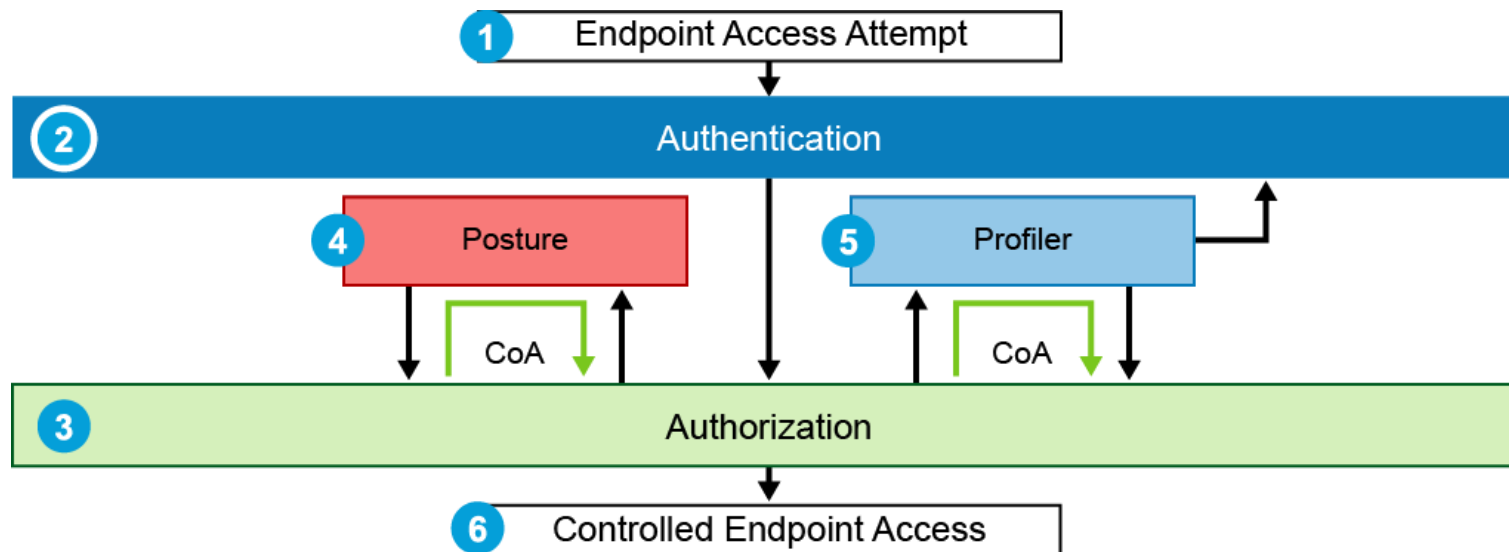 1 Endpoint Access Attempt
2 Authentication
4 Posture
5 Profiler
CoA
CoA
3 Authorization
6 Controlled Endpoint Access